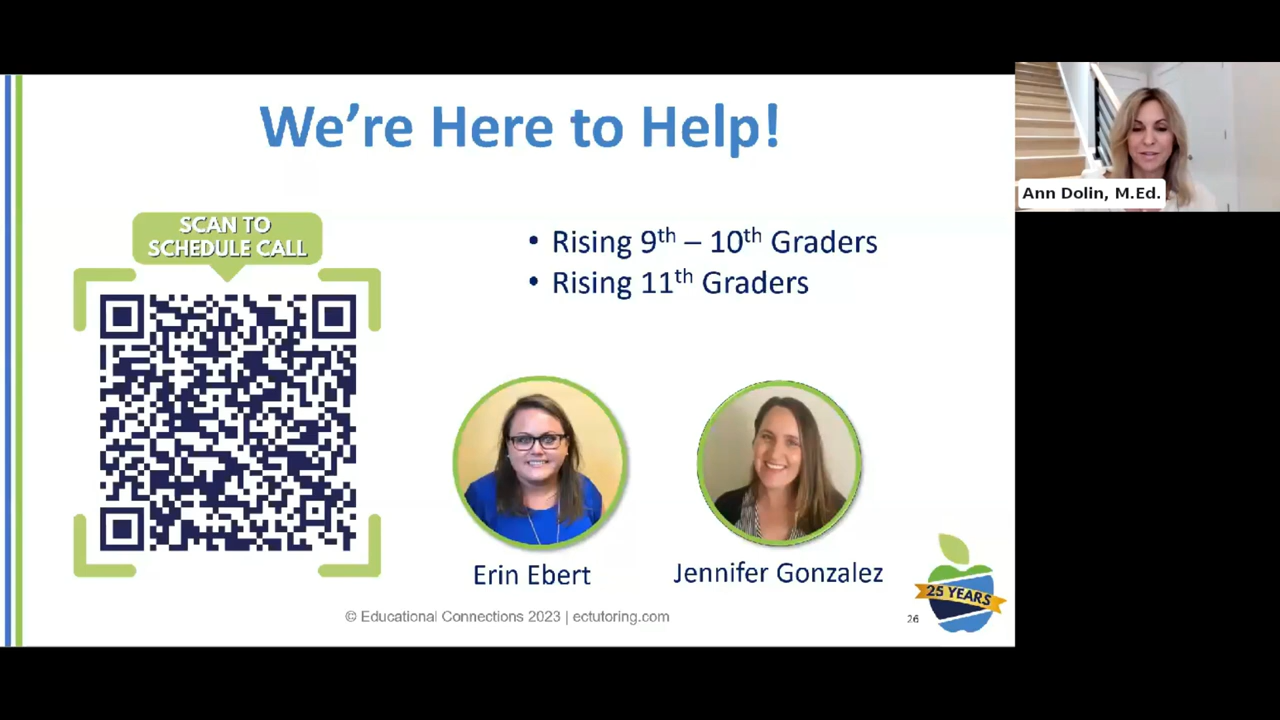 We're Here to Help!
SCAN TO
SCHEDULE CALL
• Rising 9th – 10th Graders
• Rising 11th Graders
Erin Ebert
Jennifer Gonzalez
© Educational Connections 2023 | ectutoring.com
26
25 YEARS
Ann Dolin, M.Ed.